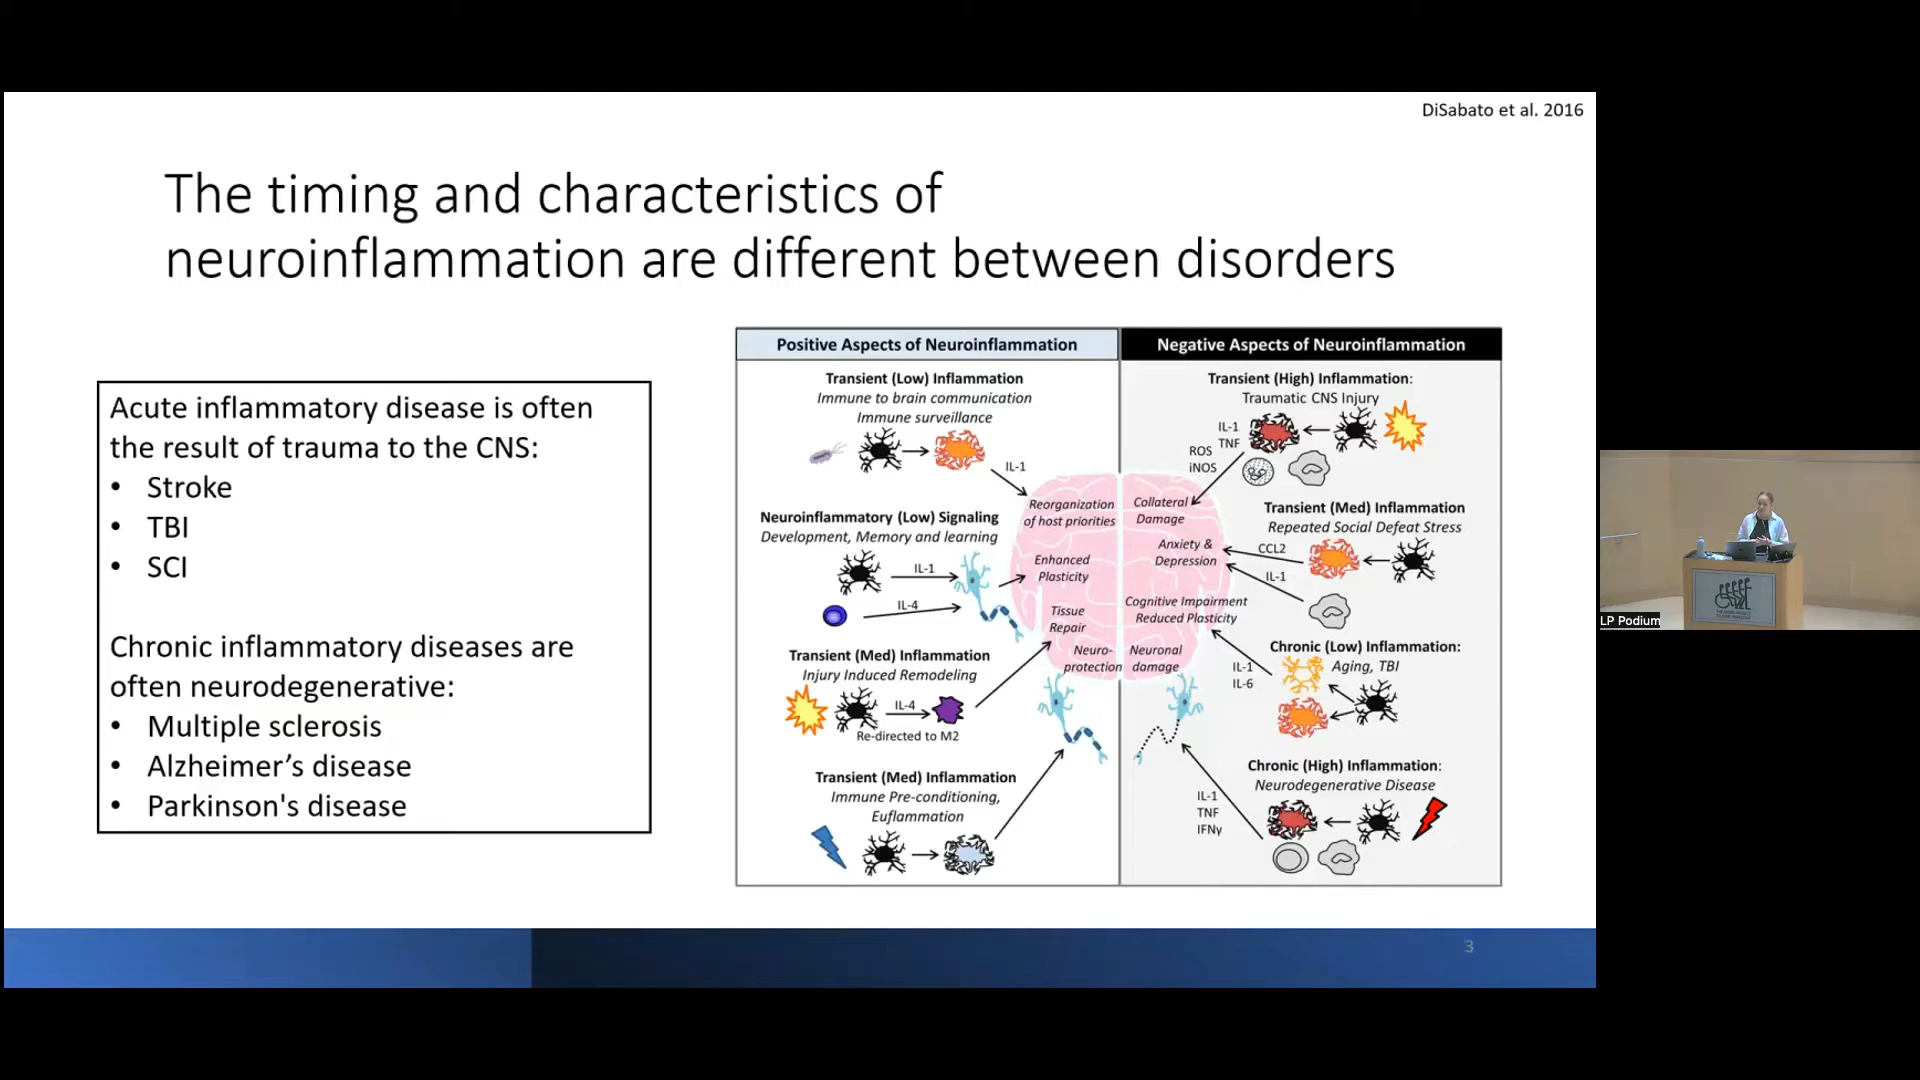 DiSabato et al. 2016
The timing and characteristics of
neuroinflammation are different between disorders
Acute inflammatory disease is often
the result of trauma to the CNS:
• Stroke
• TBI
• SCI
Chronic inflammatory diseases are
often neurodegenerative:
• Multiple sclerosis
• Alzheimer’s disease
• Parkinson's disease
Positive Aspects of Neuroinflammation
Transient (Low) Inflammation
Immune to brain communication
Immune surveillance
IL-1
Reorganization
of host priorities
Neuroinflammatory (Low) Signaling
Development, Memory and learning
IL-1
IL-4
Enhanced
Plasticity
Tissue
Repair
Transient (Med) Inflammation
Injury Induced Remodeling
IL-4
Re-directed to M2
Neuro-
protection
Transient (Med) Inflammation
Immune Pre-conditioning,
Euflammation
Negative Aspects of Neuroinflammation
Transient (High) Inflammation:
Traumatic CNS Injury
IL-1
TNF
ROS
iNOS
Collateral
Damage
Transient (Med) Inflammation
Repeated Social Defeat Stress
CCL2
IL-1
Anxiety &
Depression
Cognitive Impairment
Reduced Plasticity
Chronic (Low) Inflammation:
Aging, TBI
IL-1
IL-6
Neuronal
damage
Chronic (High) Inflammation:
Neurodegenerative Disease
IL-1
TNF
IFNγ
3
LP Podium